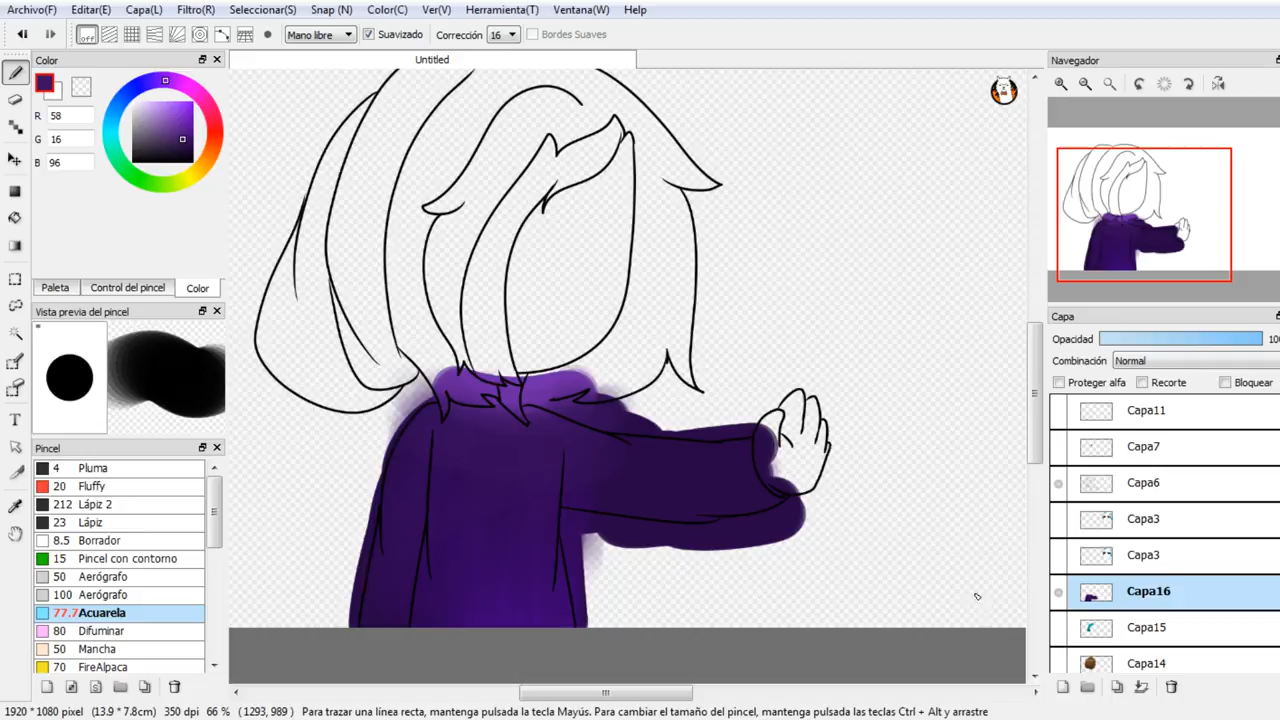 Archivo(F) Editar(E) Capa(L) Filtro(R) Seleccionar(S) Snap (N) Color(C) Ver(V) Herramienta(T) Ventana(W) Help
Off Mano libre Suavizado Corrección 16 Bordes Suaves
Color
Untitled
Navegador
R 58
G 16
B 96
Paleta Control del pincel Color
Vista previa del pincel
Capa
Opacidad 100
Combinación Normal
Proteger alfa Recorte Bloquear
Capa11
Capa7
Capa6
Capa3
Capa3
Capa16
Capa15
Capa14
Pincel
4 Pluma
20 Fluffy
212 Lápiz 2
23 Lápiz
8.5 Borrador
15 Pincel con contorno
50 Aerógrafo
100 Aerógrafo
77.7 Acuarela
80 Difuminar
50 Mancha
70 FireAlpaca
1920 * 1080 pixel (13.9 * 7.8cm) 350 dpi 66 % ( 1293, 989 ) Para trazar una línea recta, mantenga pulsada la tecla Mayús. Para cambiar el tamaño del pincel, mantenga pulsadas las teclas Ctrl + Alt y arrastre